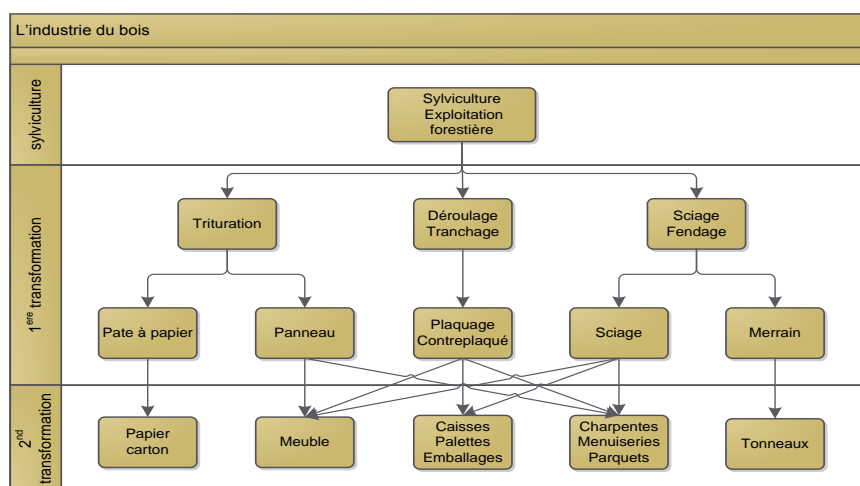 L'industrie du bois
sylviculture
Sylviculture
Exploitation
forestière
1ere transformation
Trituration
Déroulage
Tranchage
Sciage
Fendage
Pate à papier
Panneau
Plaquage
Contreplaqué
Sciage
Merrain
2nd
transformation
Papier
carton
Meuble
Caisses
Palettes
Emballages
Charpentes
Menuiseries
Parquets
Tonneaux